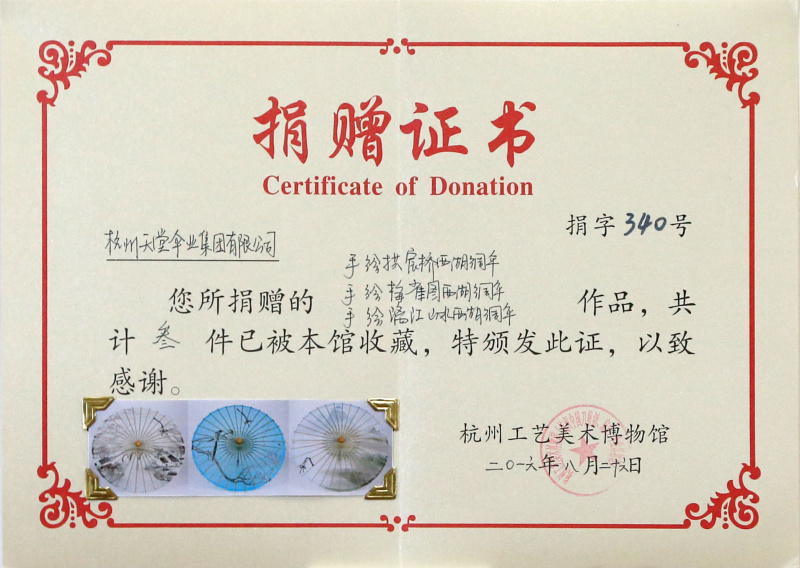 捐赠证书
Certificate of Donation
捐字340号
杭州天堂伞业集团有限公司
手绘拱宸桥西湖绸伞
您所捐赠的 手绘 雀图西湖绸伞 作品，共
手绘漓江山水西湖绸伞
计 叁 件已被本馆收藏，特颁发此证，以致
感谢。
杭州工艺美术博物馆
二〇一六年八月二十六日